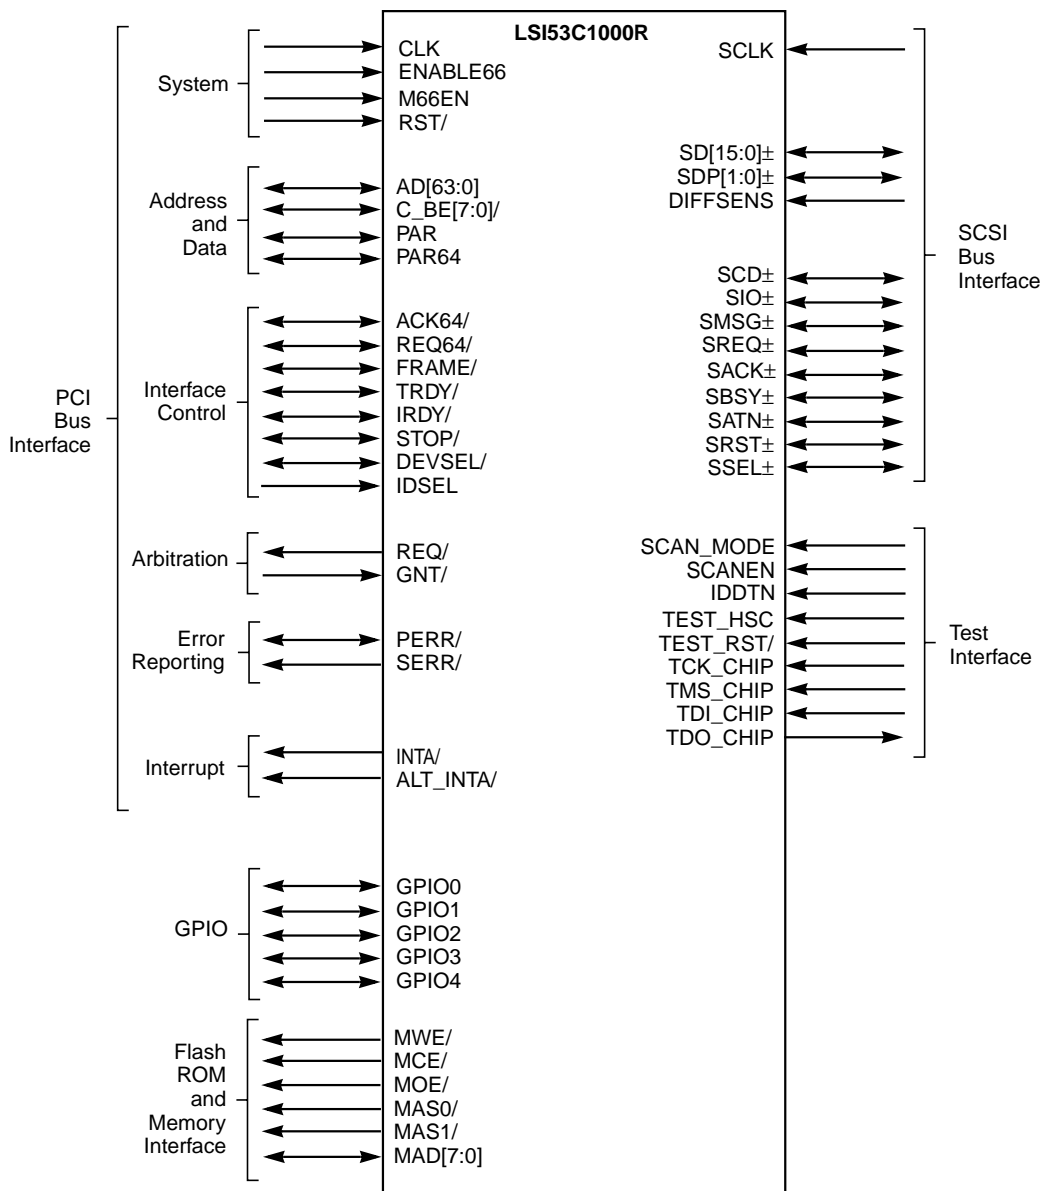 LSI53C1000R
PCI
Bus
Interface
System
CLK
ENABLE66
M66EN
RST/
Address
and
Data
AD[63:0]
C_BE[7:0]/
PAR
PAR64
Interface
Control
ACK64/
REQ64/
FRAME/
TRDY/
IRDY/
STOP/
DEVSEL/
IDSEL
Arbitration
REQ/
GNT/
Error
Reporting
PERR/
SERR/
Interrupt
INTA/
ALT_INTA/
GPIO
GPIO0
GPIO1
GPIO2
GPIO3
GPIO4
Flash
ROM
and
Memory
Interface
MWE/
MCE/
MOE/
MAS0/
MAS1/
MAD[7:0]
SCLK
SD[15:0]±
SDP[1:0]±
DIFFSENS
SCD±
SIO±
SMSG±
SREQ±
SACK±
SBSY±
SATN±
SRST±
SSEL±
SCSI
Bus
Interface
SCAN_MODE
SCANEN
IDDTN
TEST_HSC
TEST_RST/
TCK_CHIP
TMS_CHIP
TDI_CHIP
TDO_CHIP
Test
Interface